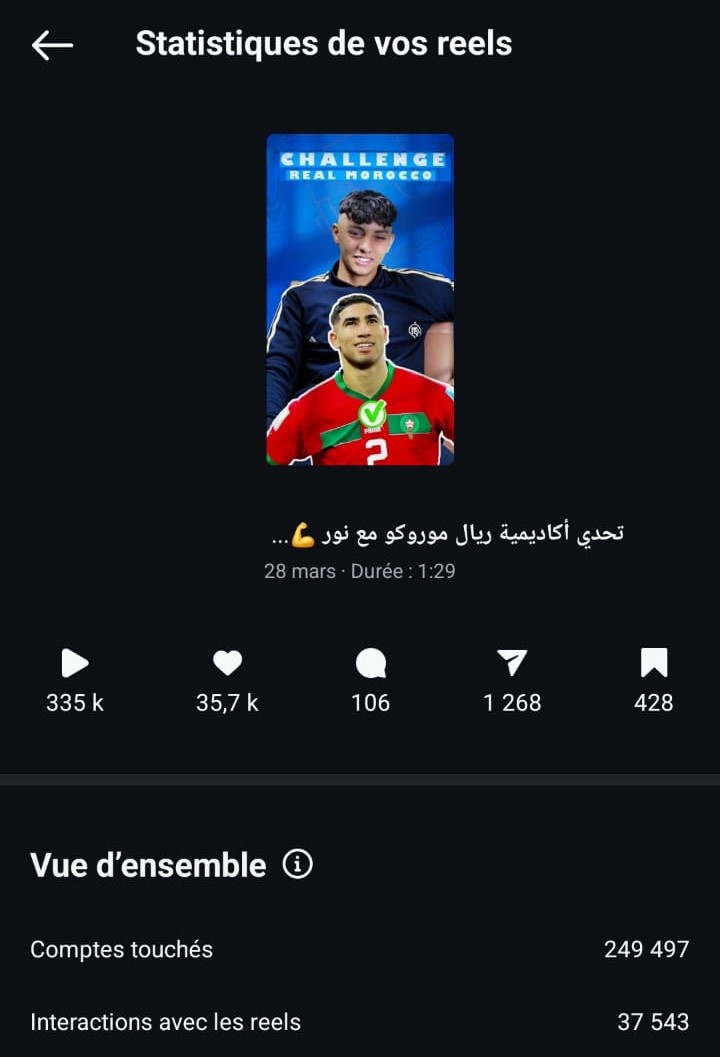 Statistiques de vos reels
CHALLENGE
REAL MOROCCO
PUMA
2
تحدي أكاديمية ريال موروكو مع نور 💪...
28 mars · Durée : 1:29
335 k
35,7 k
106
1 268
428
Vue d’ensemble
Comptes touchés
249 497
Interactions avec les reels
37 543